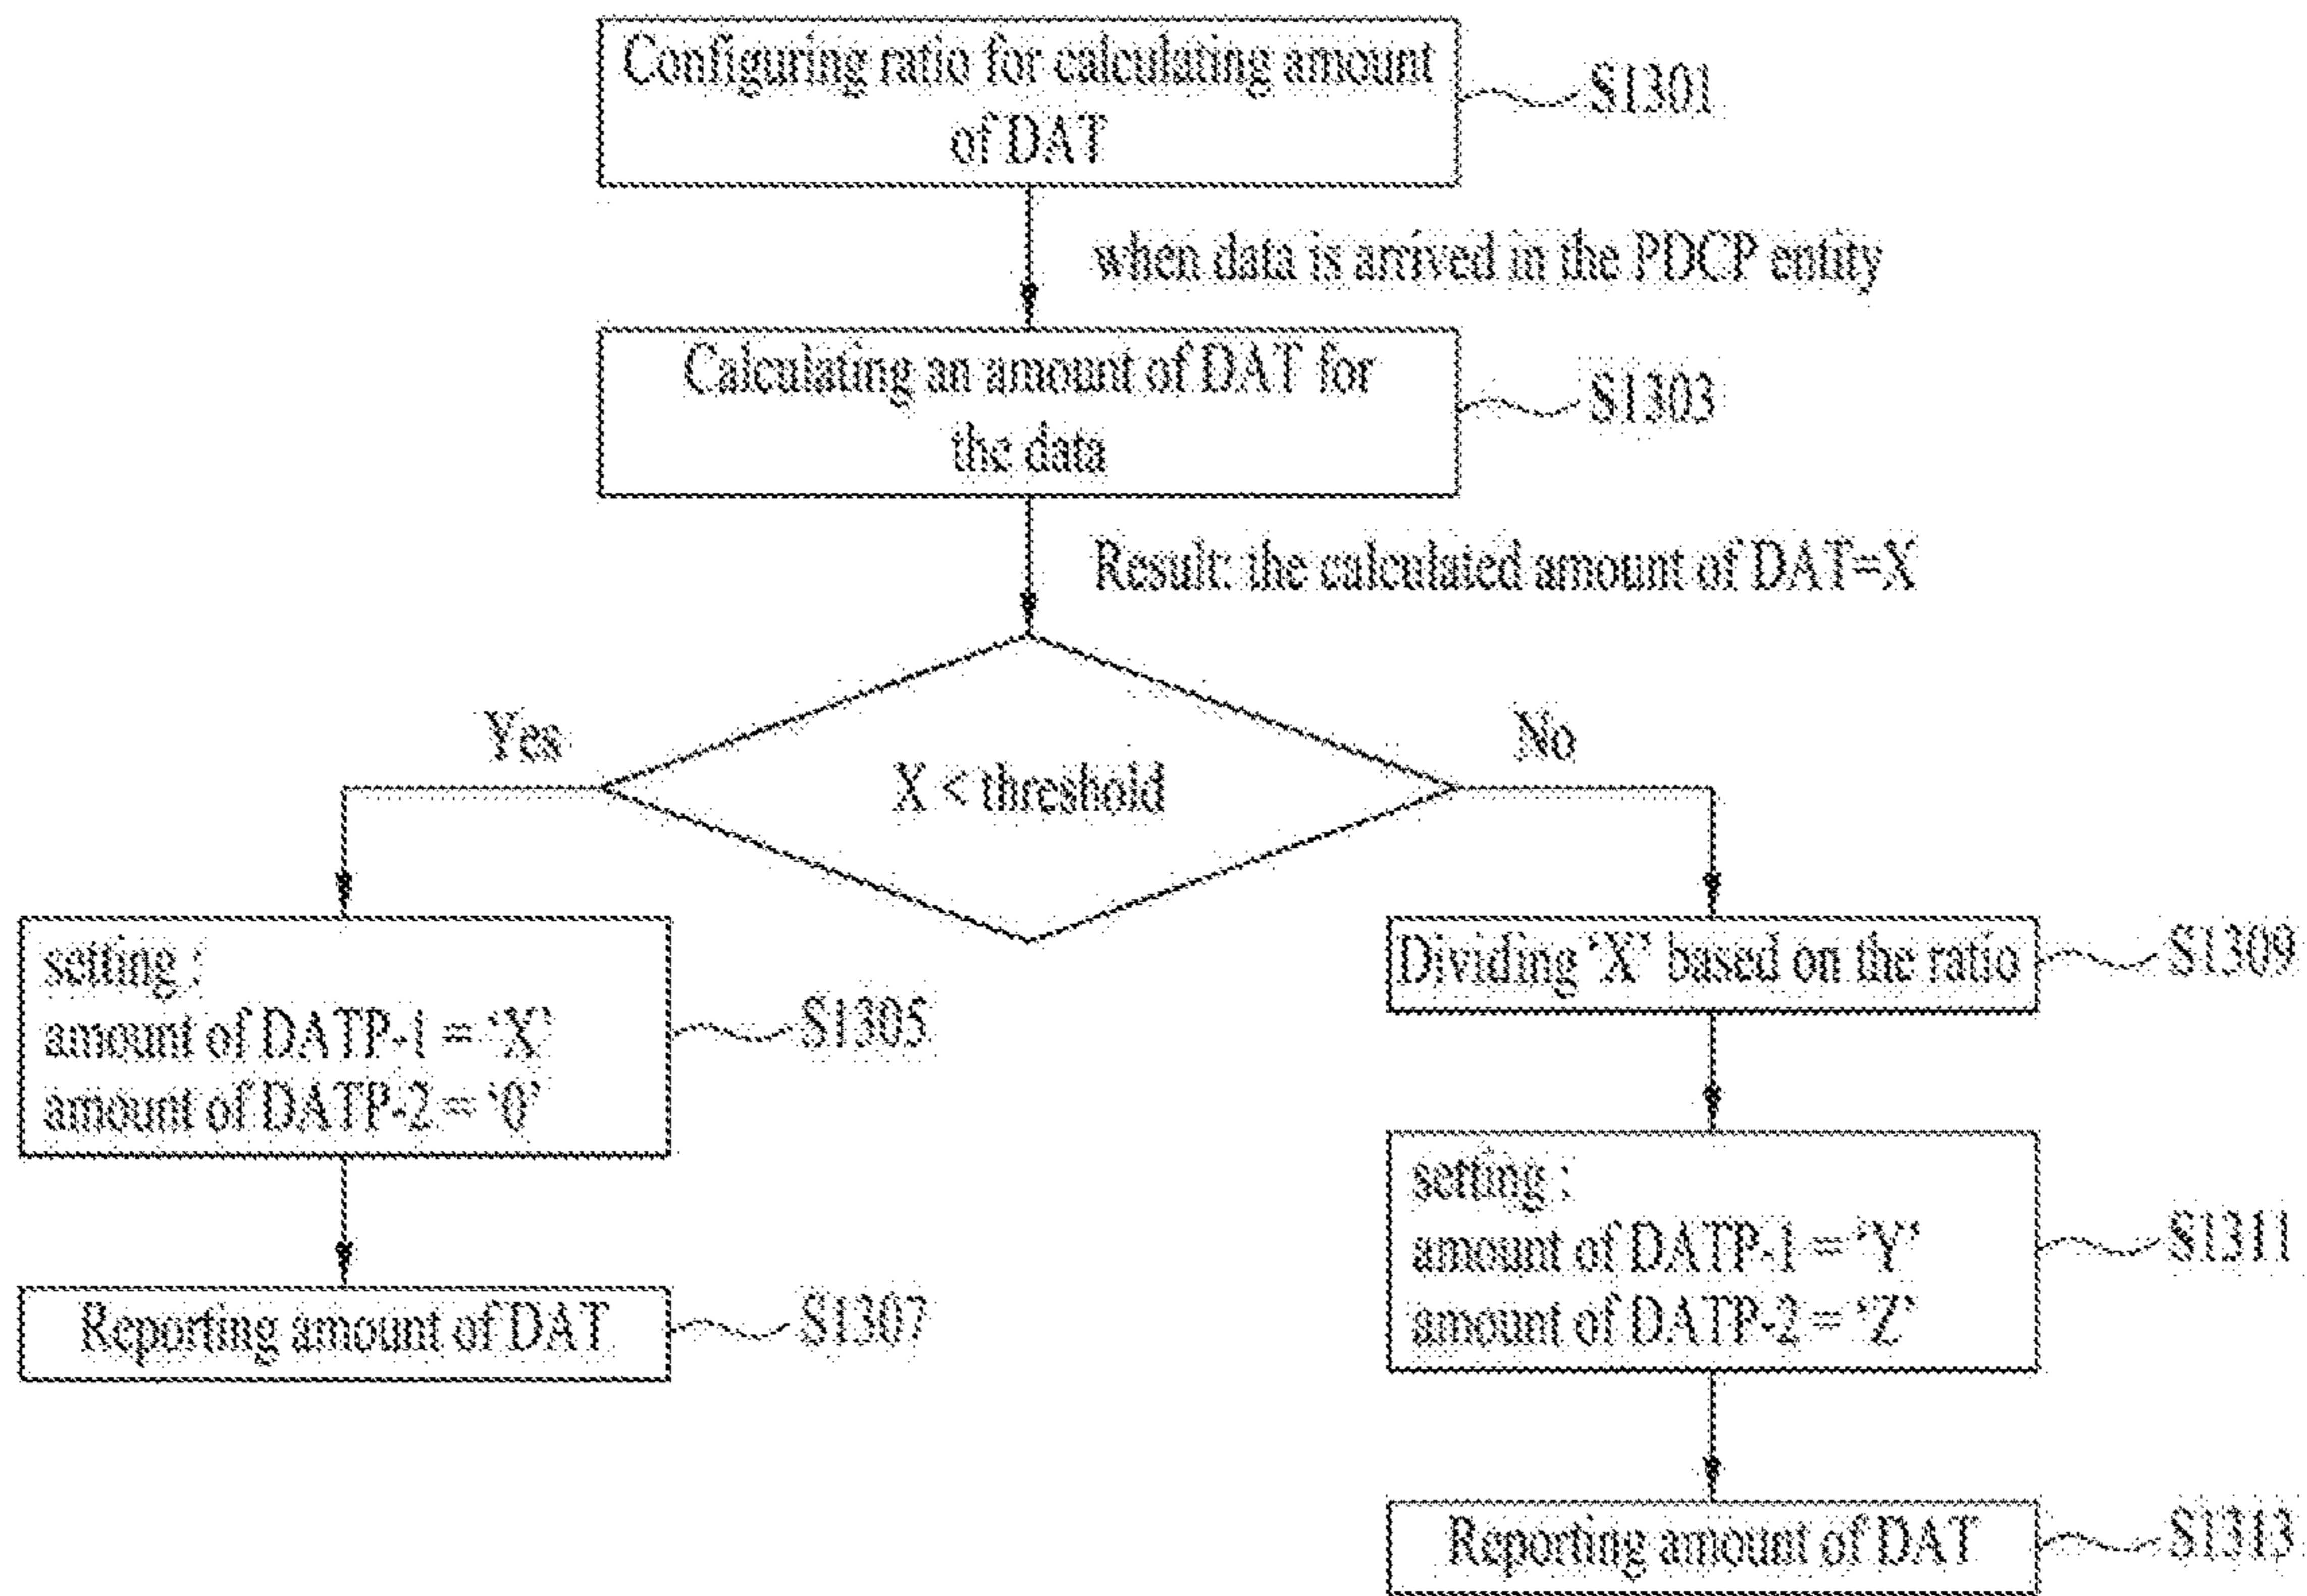 Configuring ratio for calculating amount
of DAT
S1301
when data is arrived in the PDCP entity
Calculating an amount of DAT for
the data
S1303
Result: the calculated amount of DAT=X
Yes
No
X < threshold
setting :
amount of DATP-1 = ‘X’
amount of DATP-2 = ‘0’
S1305
Dividing ‘X’ based on the ratio
S1309
setting :
amount of DATP-1 = ‘Y’
amount of DATP-2 = ‘Z’
S1311
Reporting amount of DAT
S1307
Reporting amount of DAT
S1313